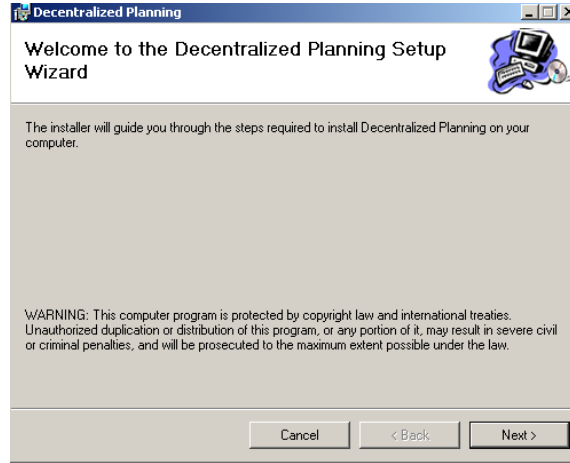 Decentralized Planning
Welcome to the Decentralized Planning Setup
Wizard
The installer will guide you through the steps required to install Decentralized Planning on your
computer.
WARNING: This computer program is protected by copyright law and international treaties.
Unauthorized duplication or distribution of this program, or any portion of it, may result in severe civil
or criminal penalties, and will be prosecuted to the maximum extent possible under the law.
Cancel < Back Next >